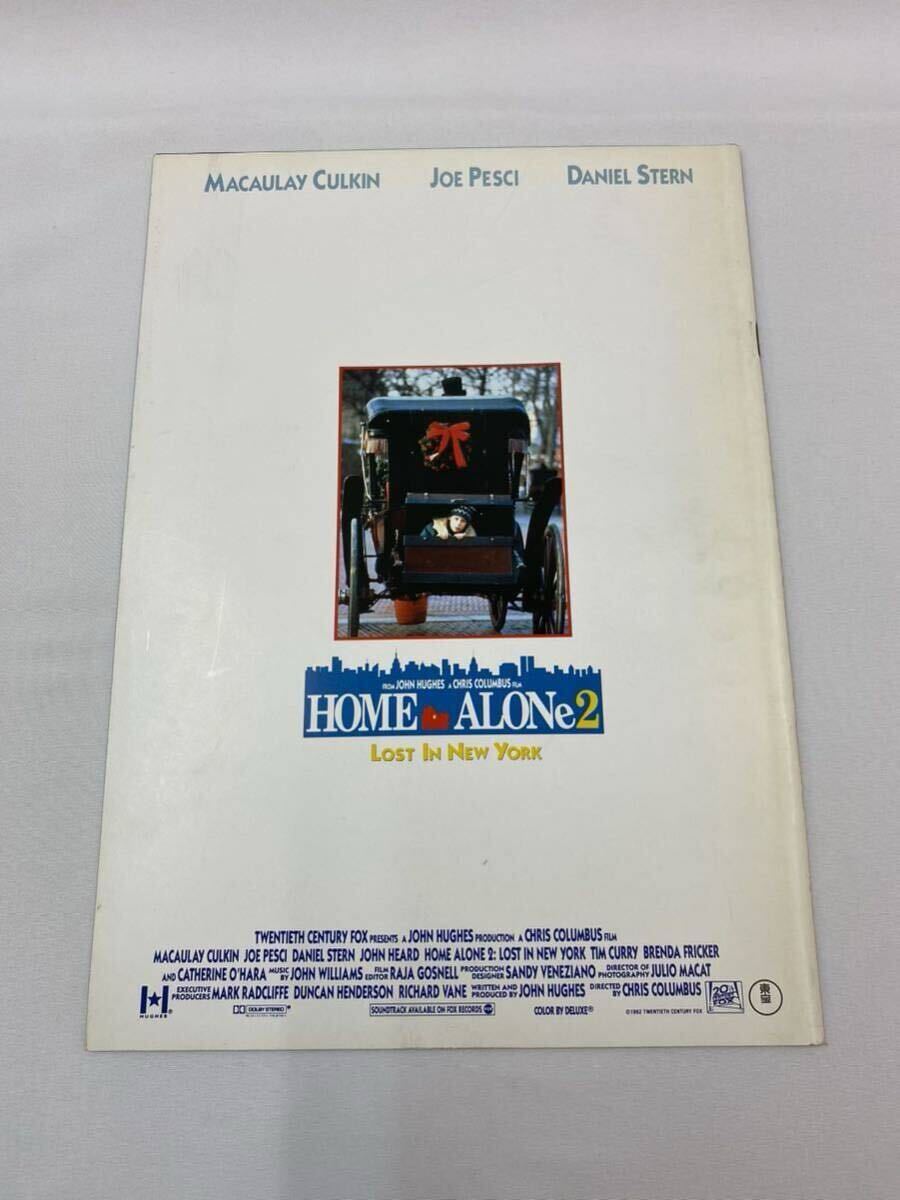 MACAULAY CULKIN JOE PESCI DANIEL STERN
FROM JOHN HUGHES A CHRIS COLUMBUS FILM
HOME ALONe2
LOST IN NEW YORK
TWENTIETH CENTURY FOX PRESENTS A JOHN HUGHES PRODUCTION A CHRIS COLUMBUS FILM
MACAULAY CULKIN JOE PESCI DANIEL STERN JOHN HEARD HOME ALONE 2: LOST IN NEW YORK TIM CURRY BRENDA FRICKER
AND CATHERINE O'HARA MUSIC BY JOHN WILLIAMS FILM EDITOR RAJA GOSNELL PRODUCTION DESIGNER SANDY VENEZIANO DIRECTOR OF PHOTOGRAPHY JULIO MACAT
EXECUTIVE PRODUCERS MARK RADCLIFFE DUNCAN HENDERSON RICHARD VANE WRITTEN AND PRODUCED BY JOHN HUGHES DIRECTED BY CHRIS COLUMBUS
HUGHES ® DOLBY STEREO ® SOUNDTRACK AVAILABLE ON FOX RECORDS COLOR BY DELUXE® ©1992 TWENTIETH CENTURY FOX
20th CENTURY FOX
東宝